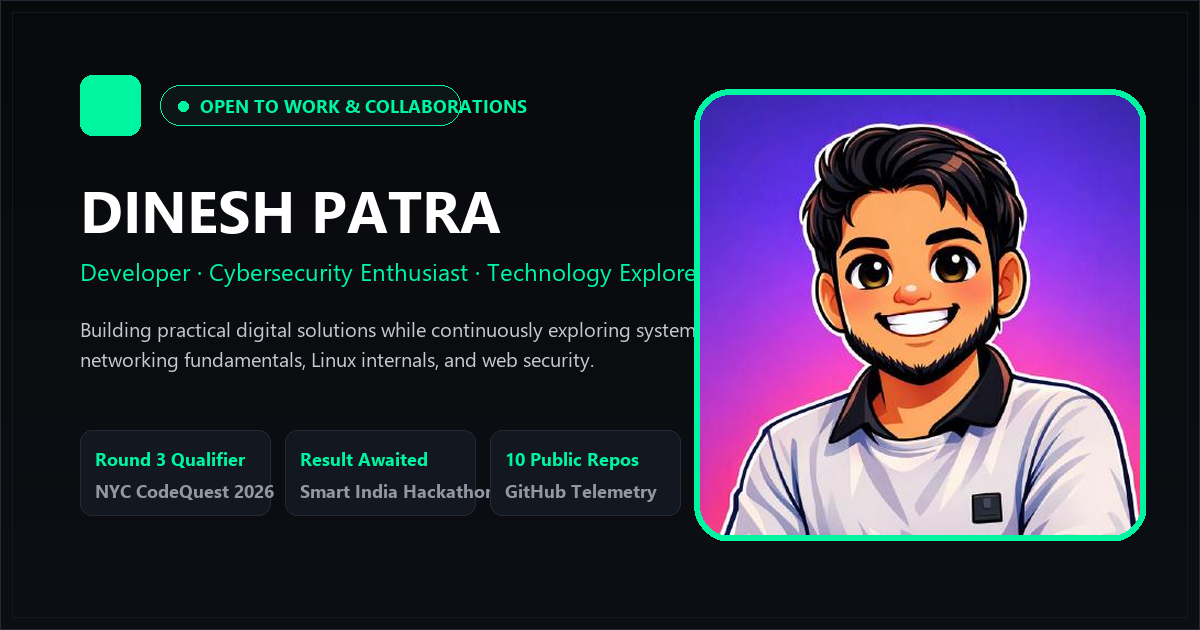 OPEN TO WORK & COLLABORATIONS
DINESH PATRA
Developer · Cybersecurity Enthusiast · Technology Explore
Building practical digital solutions while continuously exploring system
networking fundamentals, Linux internals, and web security.
Round 3 Qualifier
NYC CodeQuest 2026
Result Awaited
Smart India Hackathon
10 Public Repos
GitHub Telemetry